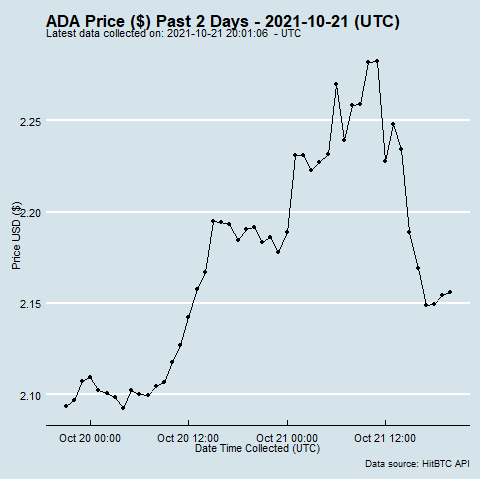 ADA Price ($) Past 2 Days - 2021-10-21 (UTC)
Latest data collected on: 2021-10-21 20:01:06 - UTC
Price USD ($)
2.25
2.20
2.15
2.10
Oct 20 00:00
Oct 20 12:00
Oct 21 00:00
Oct 21 12:00
Date Time Collected (UTC)
Data source: HitBTC API